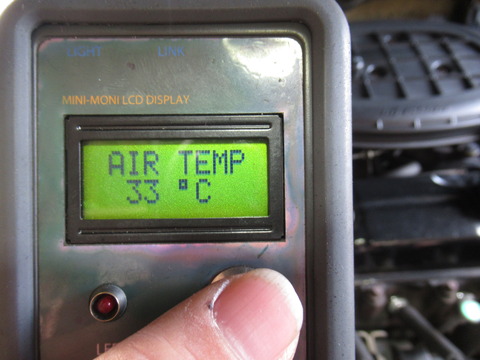 LIGHT LINK
MINI-MONI LCD DISPLAY
AIR TEMP
33 °C